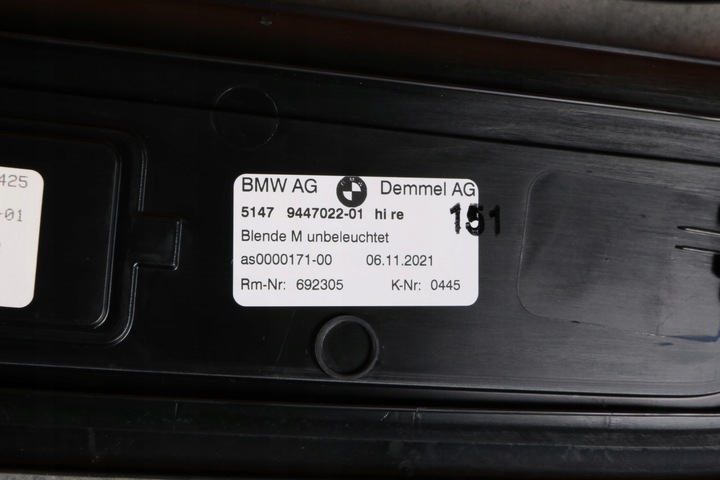 425
-01
BMW AG Demmel AG
5147 9447022-01 hi re
151
Blende M unbeleuchtet
as0000171-00 06.11.2021
Rm-Nr: 692305 K-Nr: 0445